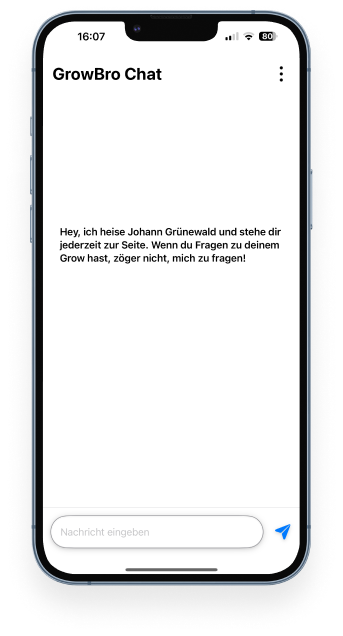 16:07
80
GrowBro Chat
Hey, ich heise Johann Grünewald und stehe dir
jederzeit zur Seite. Wenn du Fragen zu deinem
Grow hast, zöger nicht, mich zu fragen!
Nachricht eingeben